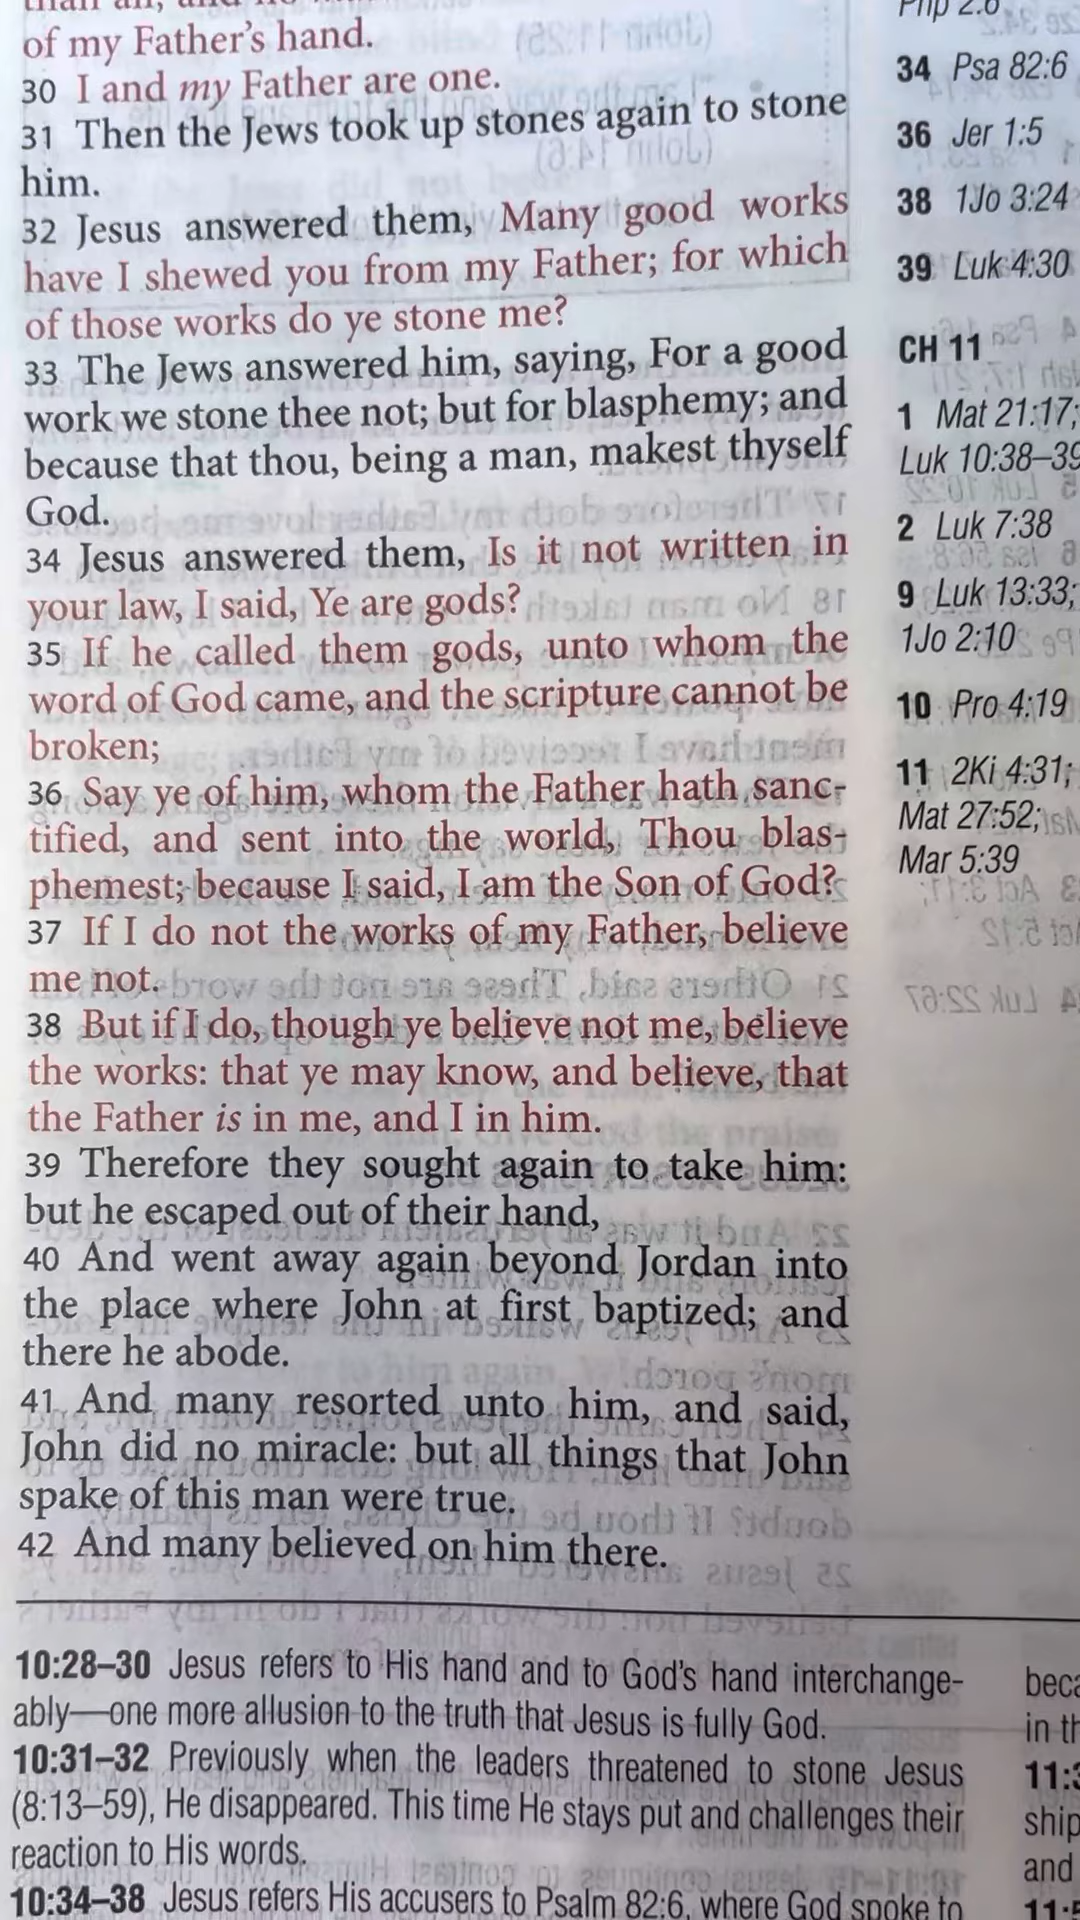 of my Father's hand.
30 I and my Father are one.
31 Then the Jews took up stones again to stone
him.
32 Jesus answered them, Many good works
have I shewed you from my Father; for which
of those works do ye stone me?
33 The Jews answered him, saying, For a good
work we stone thee not; but for blasphemy; and
because that thou, being a man, makest thyself
God.
34 Jesus answered them, Is it not written in
your law, I said, Ye are gods?
35 If he called them gods, unto whom the
word of God came, and the scripture cannot be
broken;
36 Say ye of him, whom the Father hath sanc-
tified, and sent into the world, Thou blas-
phemest; because I said, I am the Son of God?
37 If I do not the works of my Father, believe
me not.
38 But if I do, though ye believe not me, believe
the works: that ye may know, and believe, that
the Father is in me, and I in him.
39 Therefore they sought again to take him:
but he escaped out of their hand,
40 And went away again beyond Jordan into
the place where John at first baptized; and
there he abode.
41 And many resorted unto him, and said,
John did no miracle: but all things that John
spake of this man were true.
42 And many believed on him there.
34 Psa 82:6
36 Jer 1:5
38 1Jo 3:24
39 Luk 4:30
CH 11
1 Mat 21:17;
Luk 10:38–39
2 Luk 7:38
9 Luk 13:33;
1Jo 2:10
10 Pro 4:19
11 2Ki 4:31;
Mat 27:52;
Mar 5:39
10:28–30 Jesus refers to His hand and to God's hand interchange-
ably—one more allusion to the truth that Jesus is fully God.
10:31–32 Previously when the leaders threatened to stone Jesus
(8:13–59), He disappeared. This time He stays put and challenges their
reaction to His words.
10:34–38 Jesus refers His accusers to Psalm 82:6, where God spoke to
in
ship
and